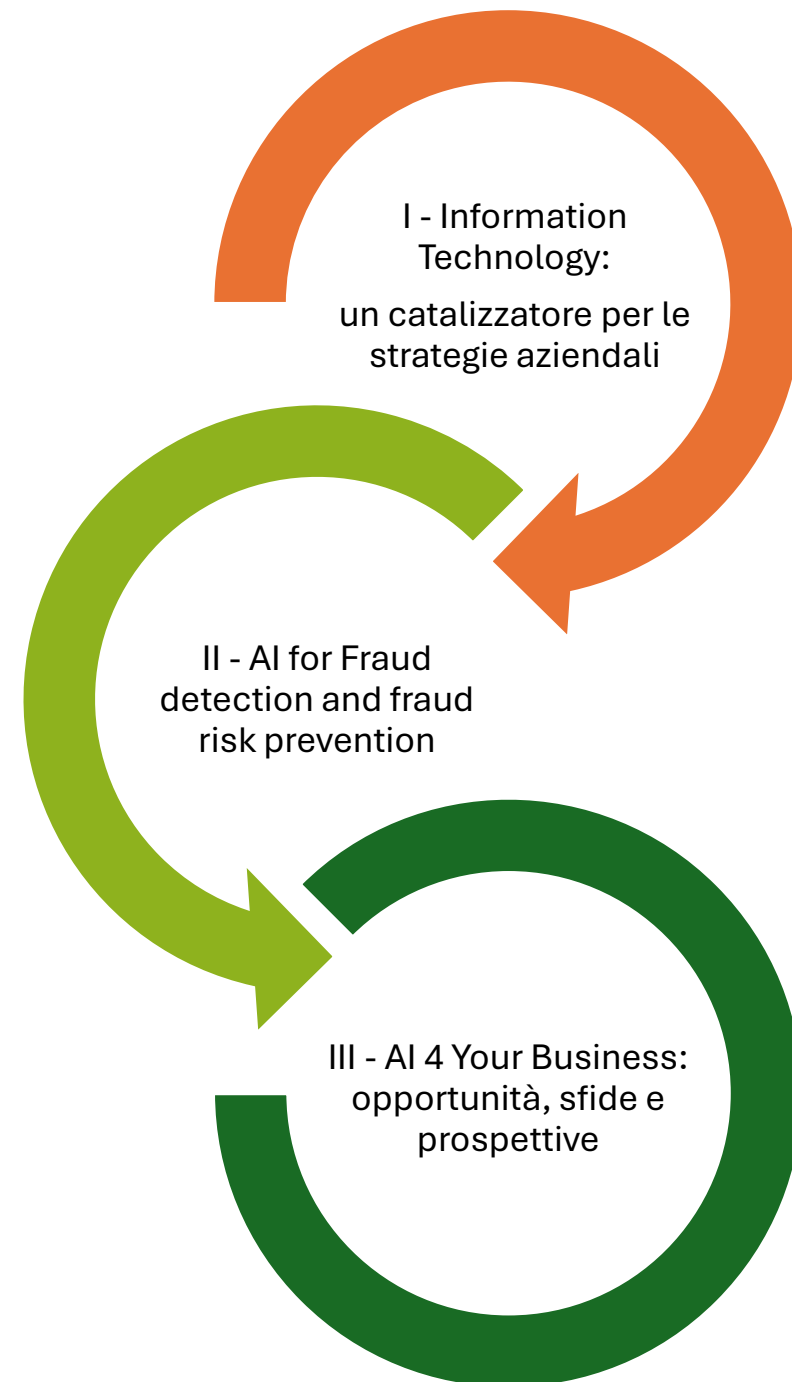 I - Information
Technology:
un catalizzatore per le
strategie aziendali
II - AI for Fraud
detection and fraud
risk prevention
III - AI 4 Your Business:
opportunità, sfide e
prospettive